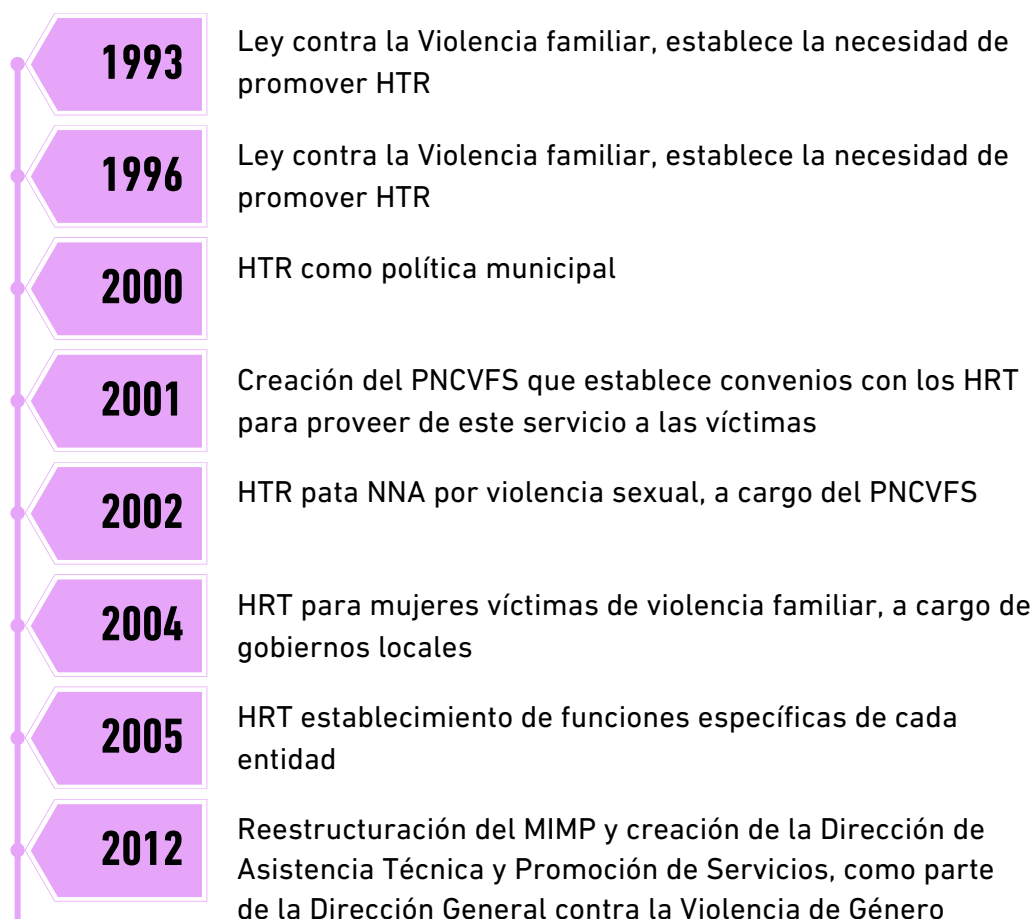 1993
Ley contra la Violencia familiar, establece la necesidad de
promover HTR
1996
Ley contra la Violencia familiar, establece la necesidad de
promover HTR
2000
HTR como política municipal
2001
Creación del PNCVFS que establece convenios con los HRT
para proveer de este servicio a las víctimas
2002
HTR pata NNA por violencia sexual, a cargo del PNCVFS
2004
HRT para mujeres víctimas de violencia familiar, a cargo de
gobiernos locales
2005
HRT establecimiento de funciones específicas de cada
entidad
2012
Reestructuración del MIMP y creación de la Dirección de
Asistencia Técnica y Promoción de Servicios, como parte
de la Dirección General contra la Violencia de Género